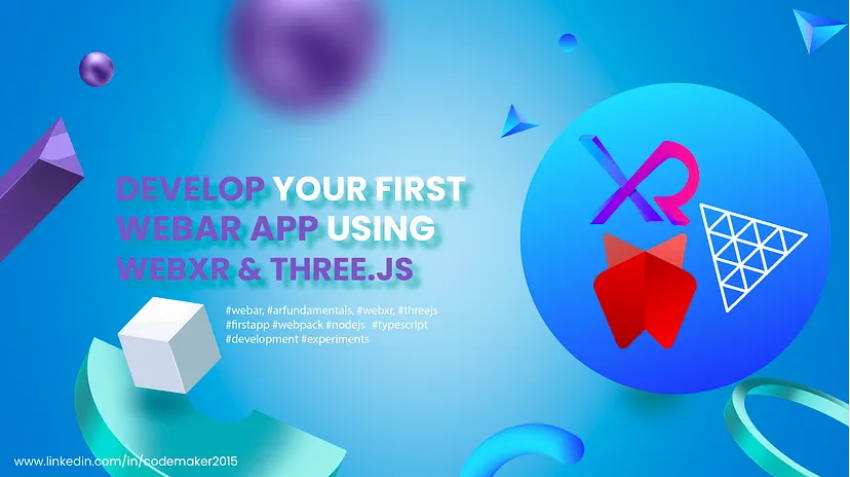 DEVELOP YOUR FIRST
WEBAR APP USING
WEBXR & THREE.JS
#webar, #arfundamentals, #webxr, #threejs
#firstapp #webpack #nodejs #typescript
#development #experiments
XR
www.linkedin.com/in/codemaker2015